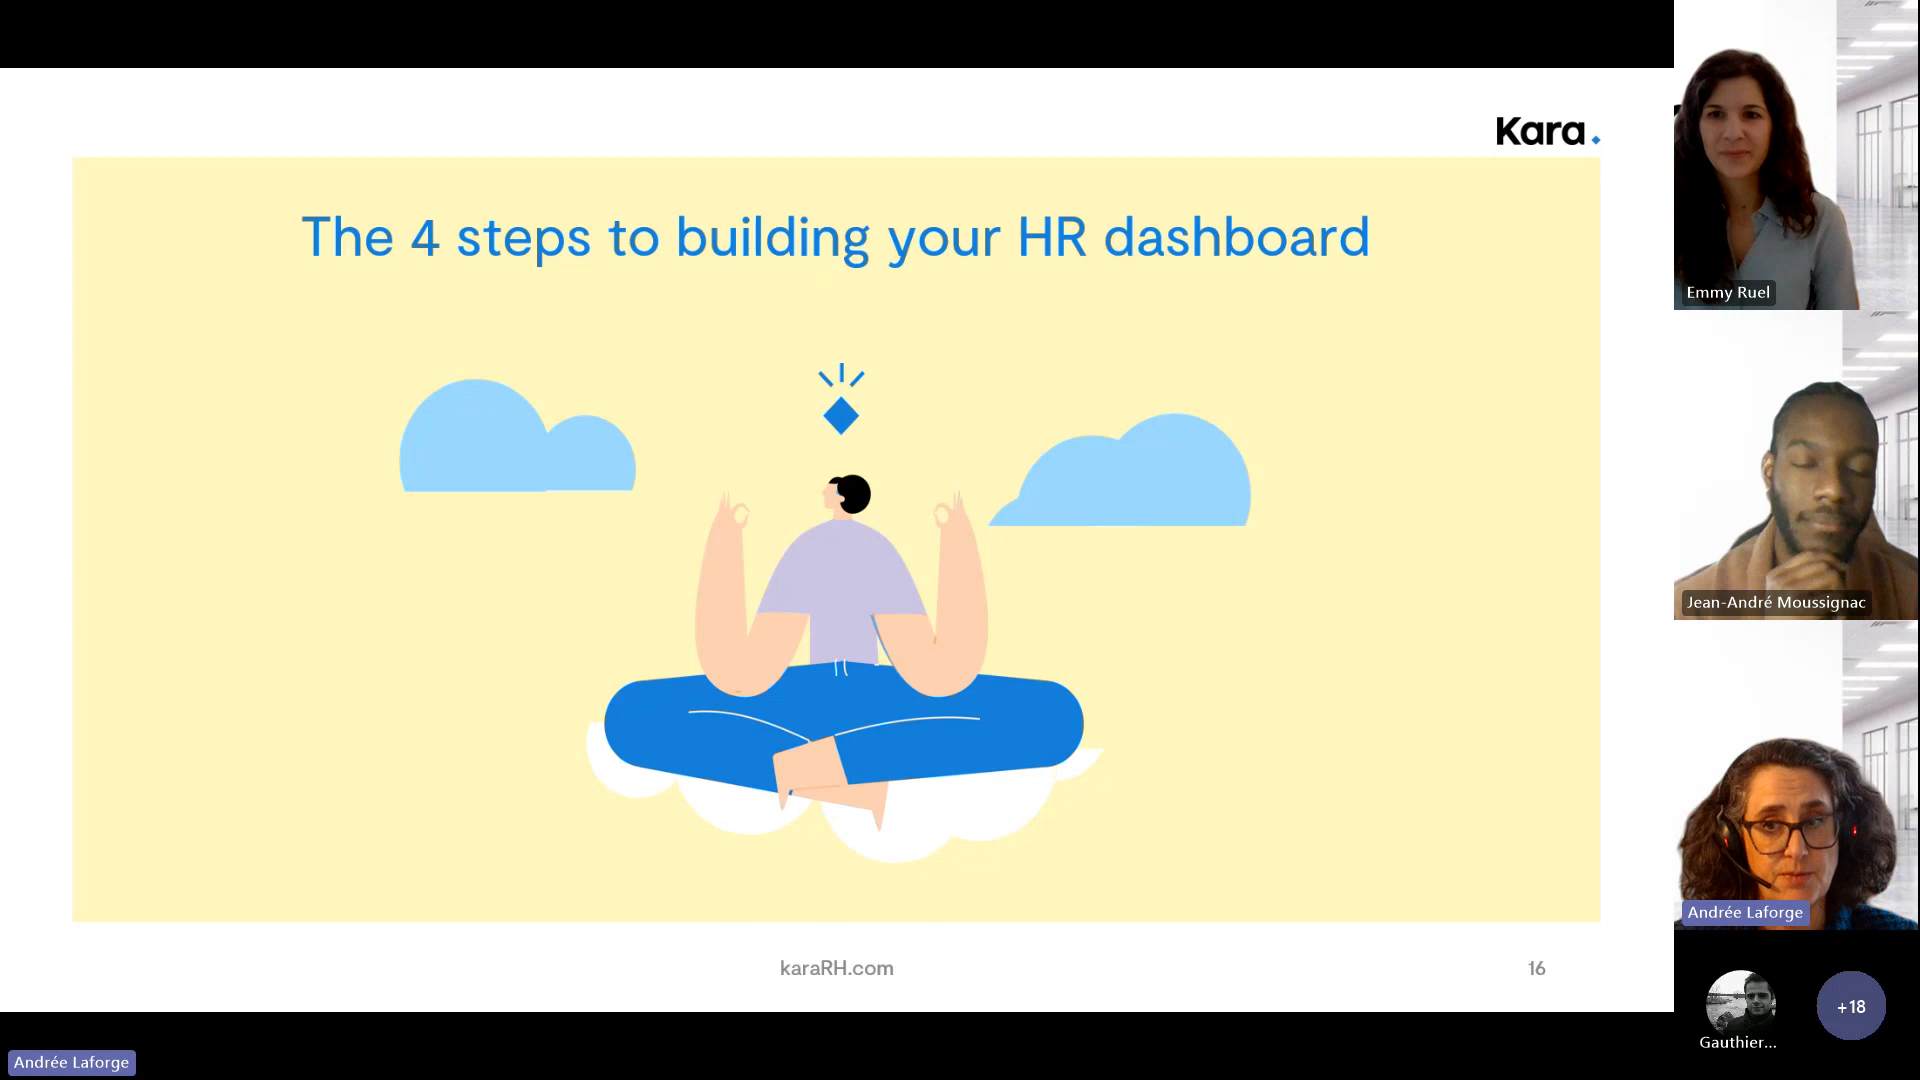 Kara
The 4 steps to building your HR dashboard
karaRH.com
16
Emmy Ruel
Jean-André Moussignac
Andrée Laforge
Gauthier...
+18
Andrée Laforge